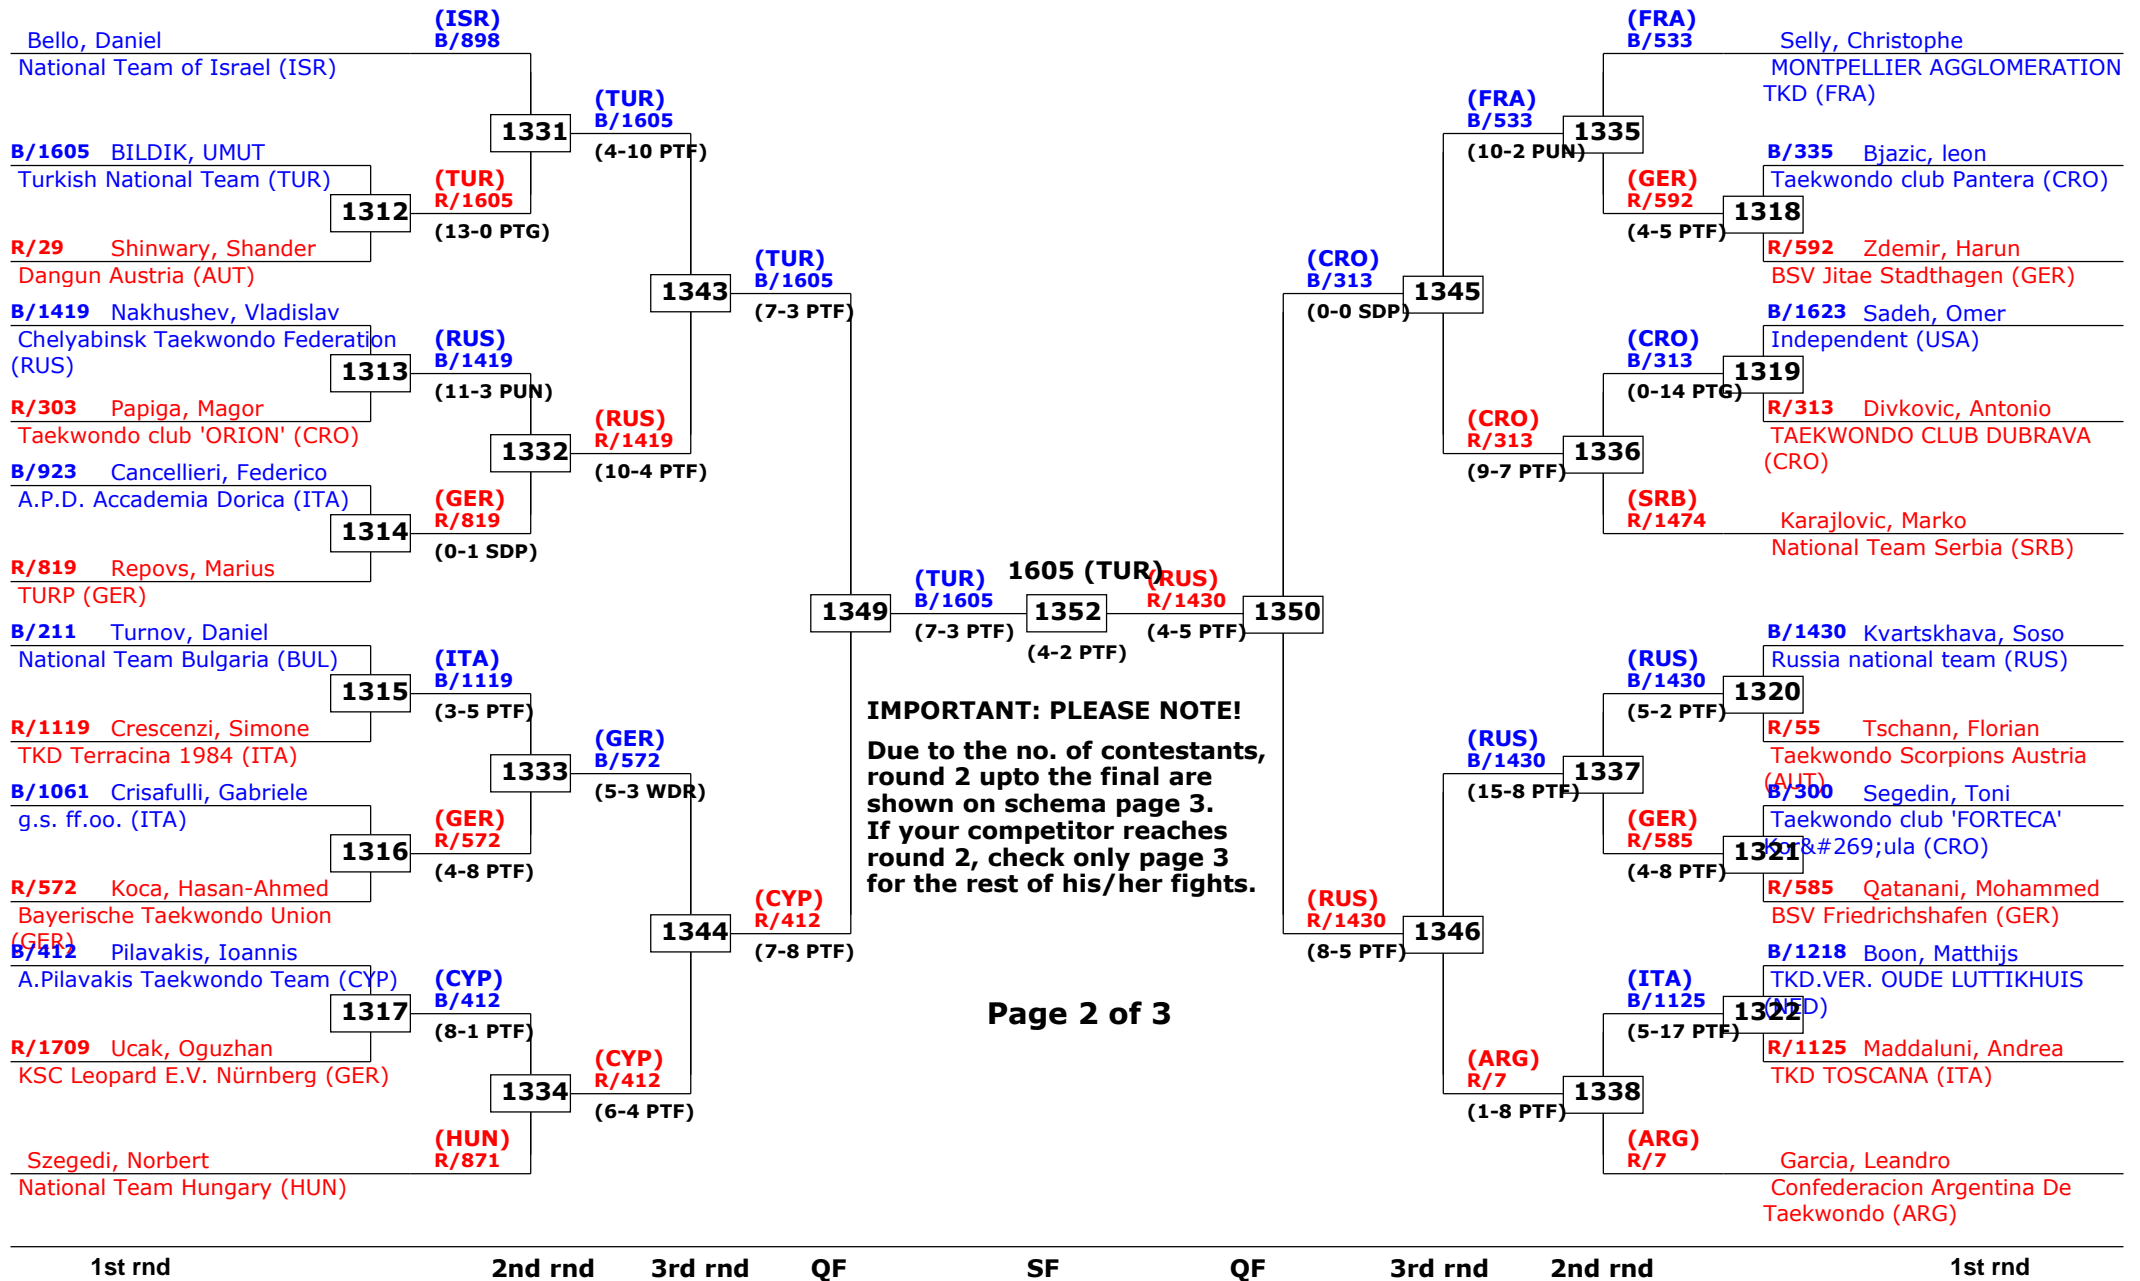 (ISR)
B/898
Bello, Daniel
National Team of Israel (ISR)
B/1605 BILDIK, UMUT
Turkish National Team (TUR)
1312
R/29 Shinwary, Shander
Dangun Austria (AUT)
(TUR)
R/1605
(13-0 PTG)
1331
(TUR)
B/1605
(4-10 PTF)
B/1419 Nakhushev, Vladislav
Chelyabinsk Taekwondo Federation
(RUS)
1313
R/303 Papiga, Magor
Taekwondo club 'ORION' (CRO)
(RUS)
B/1419
(11-3 PUN)
B/923 Cancellieri, Federico
A.P.D. Accademia Dorica (ITA)
1314
R/819 Repovs, Marius
TURP (GER)
(GER)
R/819
(0-1 SDP)
1332
(RUS)
R/1419
(10-4 PTF)
1343
(TUR)
B/1605
(7-3 PTF)
B/211 Turnov, Daniel
National Team Bulgaria (BUL)
1315
R/1119 Crescenzi, Simone
TKD Terracina 1984 (ITA)
(ITA)
B/1119
(3-5 PTF)
B/1061 Crisafulli, Gabriele
g.s. ff.oo. (ITA)
1316
R/572 Koca, Hasan-Ahmed
Bayerische Taekwondo Union
(GER)
(GER)
R/572
(4-8 PTF)
1333
(GER)
B/572
(5-3 WDR)
B/412 Pilavakis, Ioannis
A.Pilavakis Taekwondo Team (CYP)
1317
R/1709 Ucak, Oguzhan
KSC Leopard E.V. Nürnberg (GER)
(CYP)
B/412
(8-1 PTF)
1334
(HUN)
R/871
Szegedi, Norbert
National Team Hungary (HUN)
(CYP)
R/412
(6-4 PTF)
1344
(CYP)
R/412
(7-8 PTF)
1349
(TUR)
B/1605
(7-3 PTF)
1605 (TUR)
1352
(4-2 PTF)
(RUS)
R/1430
(4-5 PTF)
1350
IMPORTANT: PLEASE NOTE!
Due to the no. of contestants,
round 2 upto the final are
shown on schema page 3.
If your competitor reaches
round 2, check only page 3
for the rest of his/her fights.
Page 2 of 3
(CRO)
B/313
(0-0 SDP)
1345
(FRA)
B/533
(10-2 PUN)
1335
(FRA)
B/533
Selly, Christophe
MONTPELLIER AGGLOMERATION
TKD (FRA)
(GER)
R/592
(4-5 PTF)
B/335 Bjazic, leon
Taekwondo club Pantera (CRO)
1318
R/592 Zdemir, Harun
BSV Jitae Stadthagen (GER)
(CRO)
R/313
(9-7 PTF)
1336
(CRO)
B/313
(0-14 PTG)
B/1623 Sadeh, Omer
Independent (USA)
1319
R/313 Divkovic, Antonio
TAEKWONDO CLUB DUBRAVA
(CRO)
(SRB)
R/1474
Karajlovic, Marko
National Team Serbia (SRB)
(RUS)
R/1430
(8-5 PTF)
1346
(RUS)
B/1430
(15-8 PTF)
1337
(RUS)
B/1430
(5-2 PTF)
B/1430 Kvartskhava, Soso
Russia national team (RUS)
1320
R/55 Tschann, Florian
Taekwondo Scorpions Austria
(AUT)
(GER)
R/585
(4-8 PTF)
B/300 Segedin, Toni
Taekwondo club 'FORTECA'
Kor&#269;ula (CRO)
1321
R/585 Qatanani, Mohammed
BSV Friedrichshafen (GER)
(ARG)
R/7
(1-8 PTF)
1338
(ITA)
B/1125
(5-17 PTF)
B/1218 Boon, Matthijs
TKD.VER. OUDE LUTTIKHUIS
(NED)
1322
R/1125 Maddaluni, Andrea
TKD TOSCANA (ITA)
(ARG)
R/7
Garcia, Leandro
Confederacion Argentina De
Taekwondo (ARG)
1st rnd 2nd rnd 3rd rnd QF SF QF 3rd rnd 2nd rnd 1st rnd